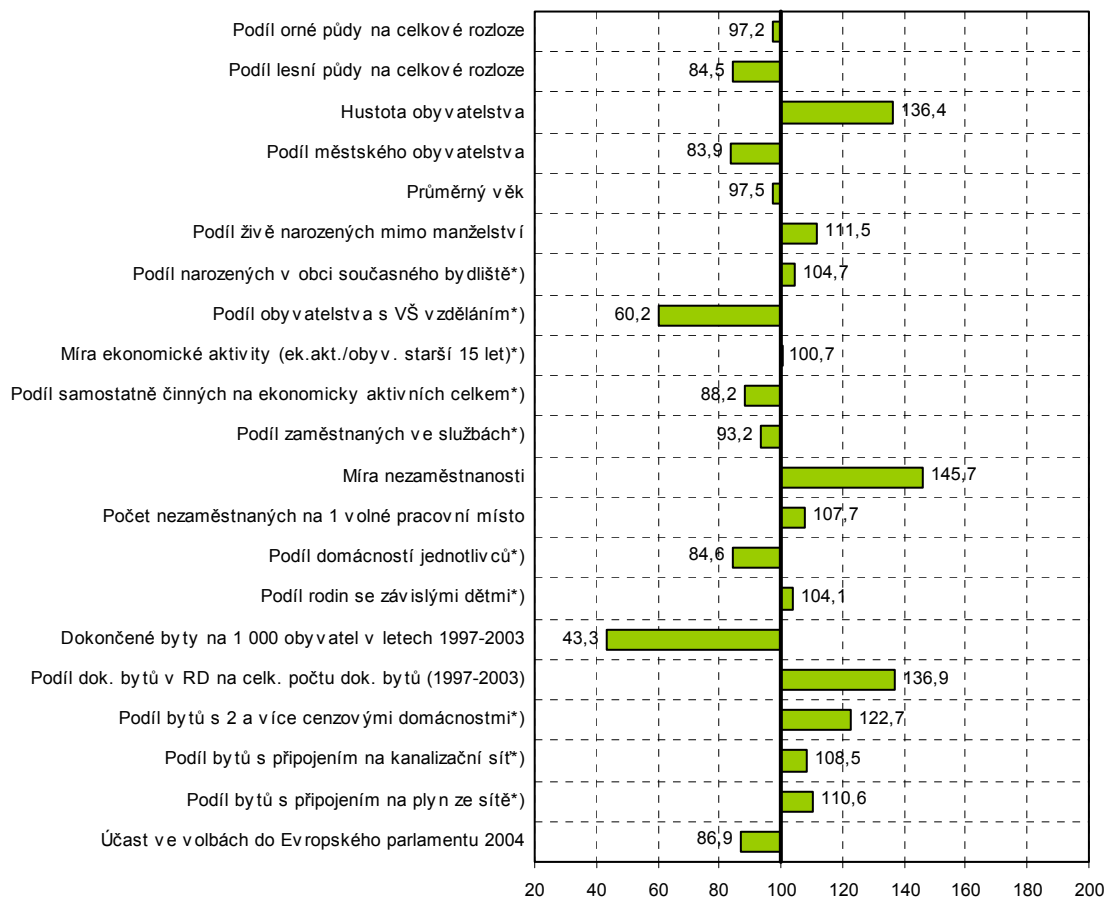 Podíl orné půdy na celkové rozloze 97,2
Podíl lesní půdy na celkové rozloze 84,5
Hustota obyvatelstva 136,4
Podíl městského obyvatelstva 83,9
Průměrný věk 97,5
Podíl živě narozených mimo manželství 111,5
Podíl narozených v obci současného bydliště*) 104,7
Podíl obyvatelstva s VŠ vzděláním*) 60,2
Míra ekonomické aktivity (ek.akt./obyv. starší 15 let)*) 100,7
Podíl samostatně činných na ekonomicky aktivních celkem*) 88,2
Podíl zaměstnaných ve službách*) 93,2
Míra nezaměstnanosti 145,7
Počet nezaměstnaných na 1 volné pracovní místo 107,7
Podíl domácností jednotlivců*) 84,6
Podíl rodin se závislými dětmi*) 104,1
Dokončené byty na 1 000 obyvatel v letech 1997-2003 43,3
Podíl dok. bytů v RD na celk. počtu dok. bytů (1997-2003) 136,9
Podíl bytů s 2 a více cenzovými domácnostmi*) 122,7
Podíl bytů s připojením na kanalizační síť*) 108,5
Podíl bytů s připojením na plyn ze sítě*) 110,6
Účast ve volbách do Evropského parlamentu 2004 86,9
20 40 60 80 100 120 140 160 180 200